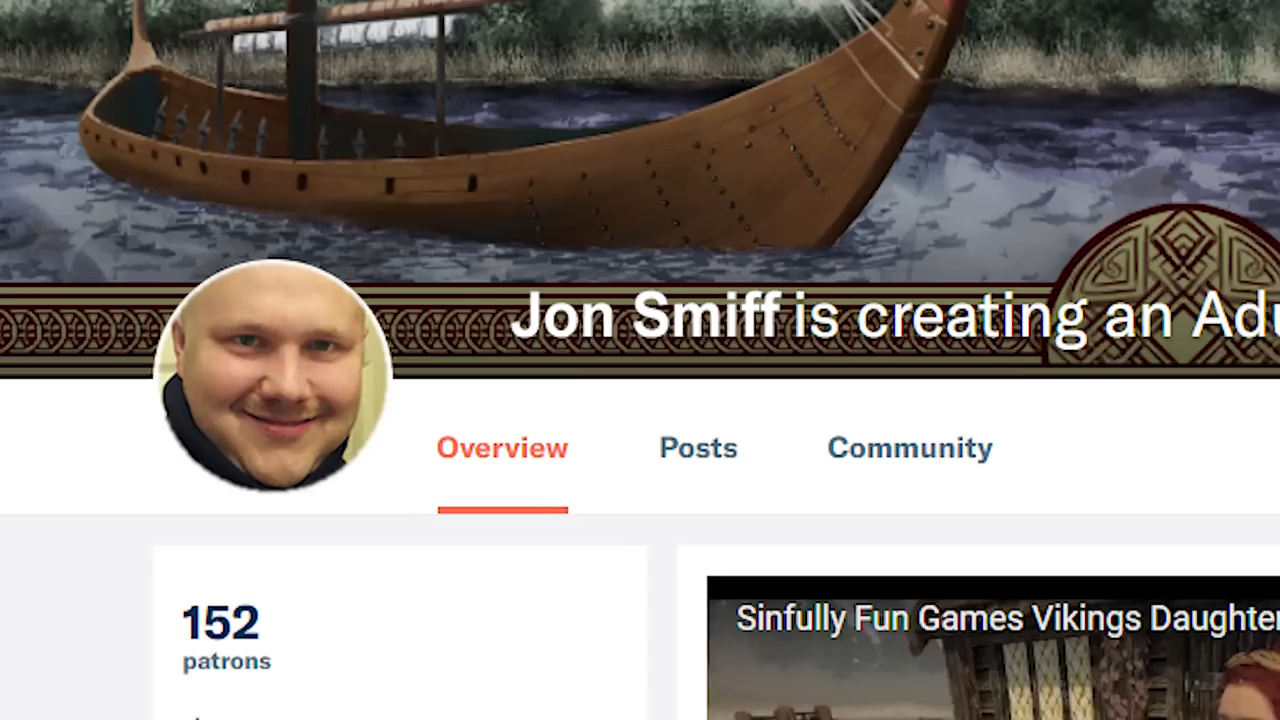 Jon Smiff is creating an Adu
Overview
Posts
Community
152
patrons
Sinfully Fun Games Vikings Daughter